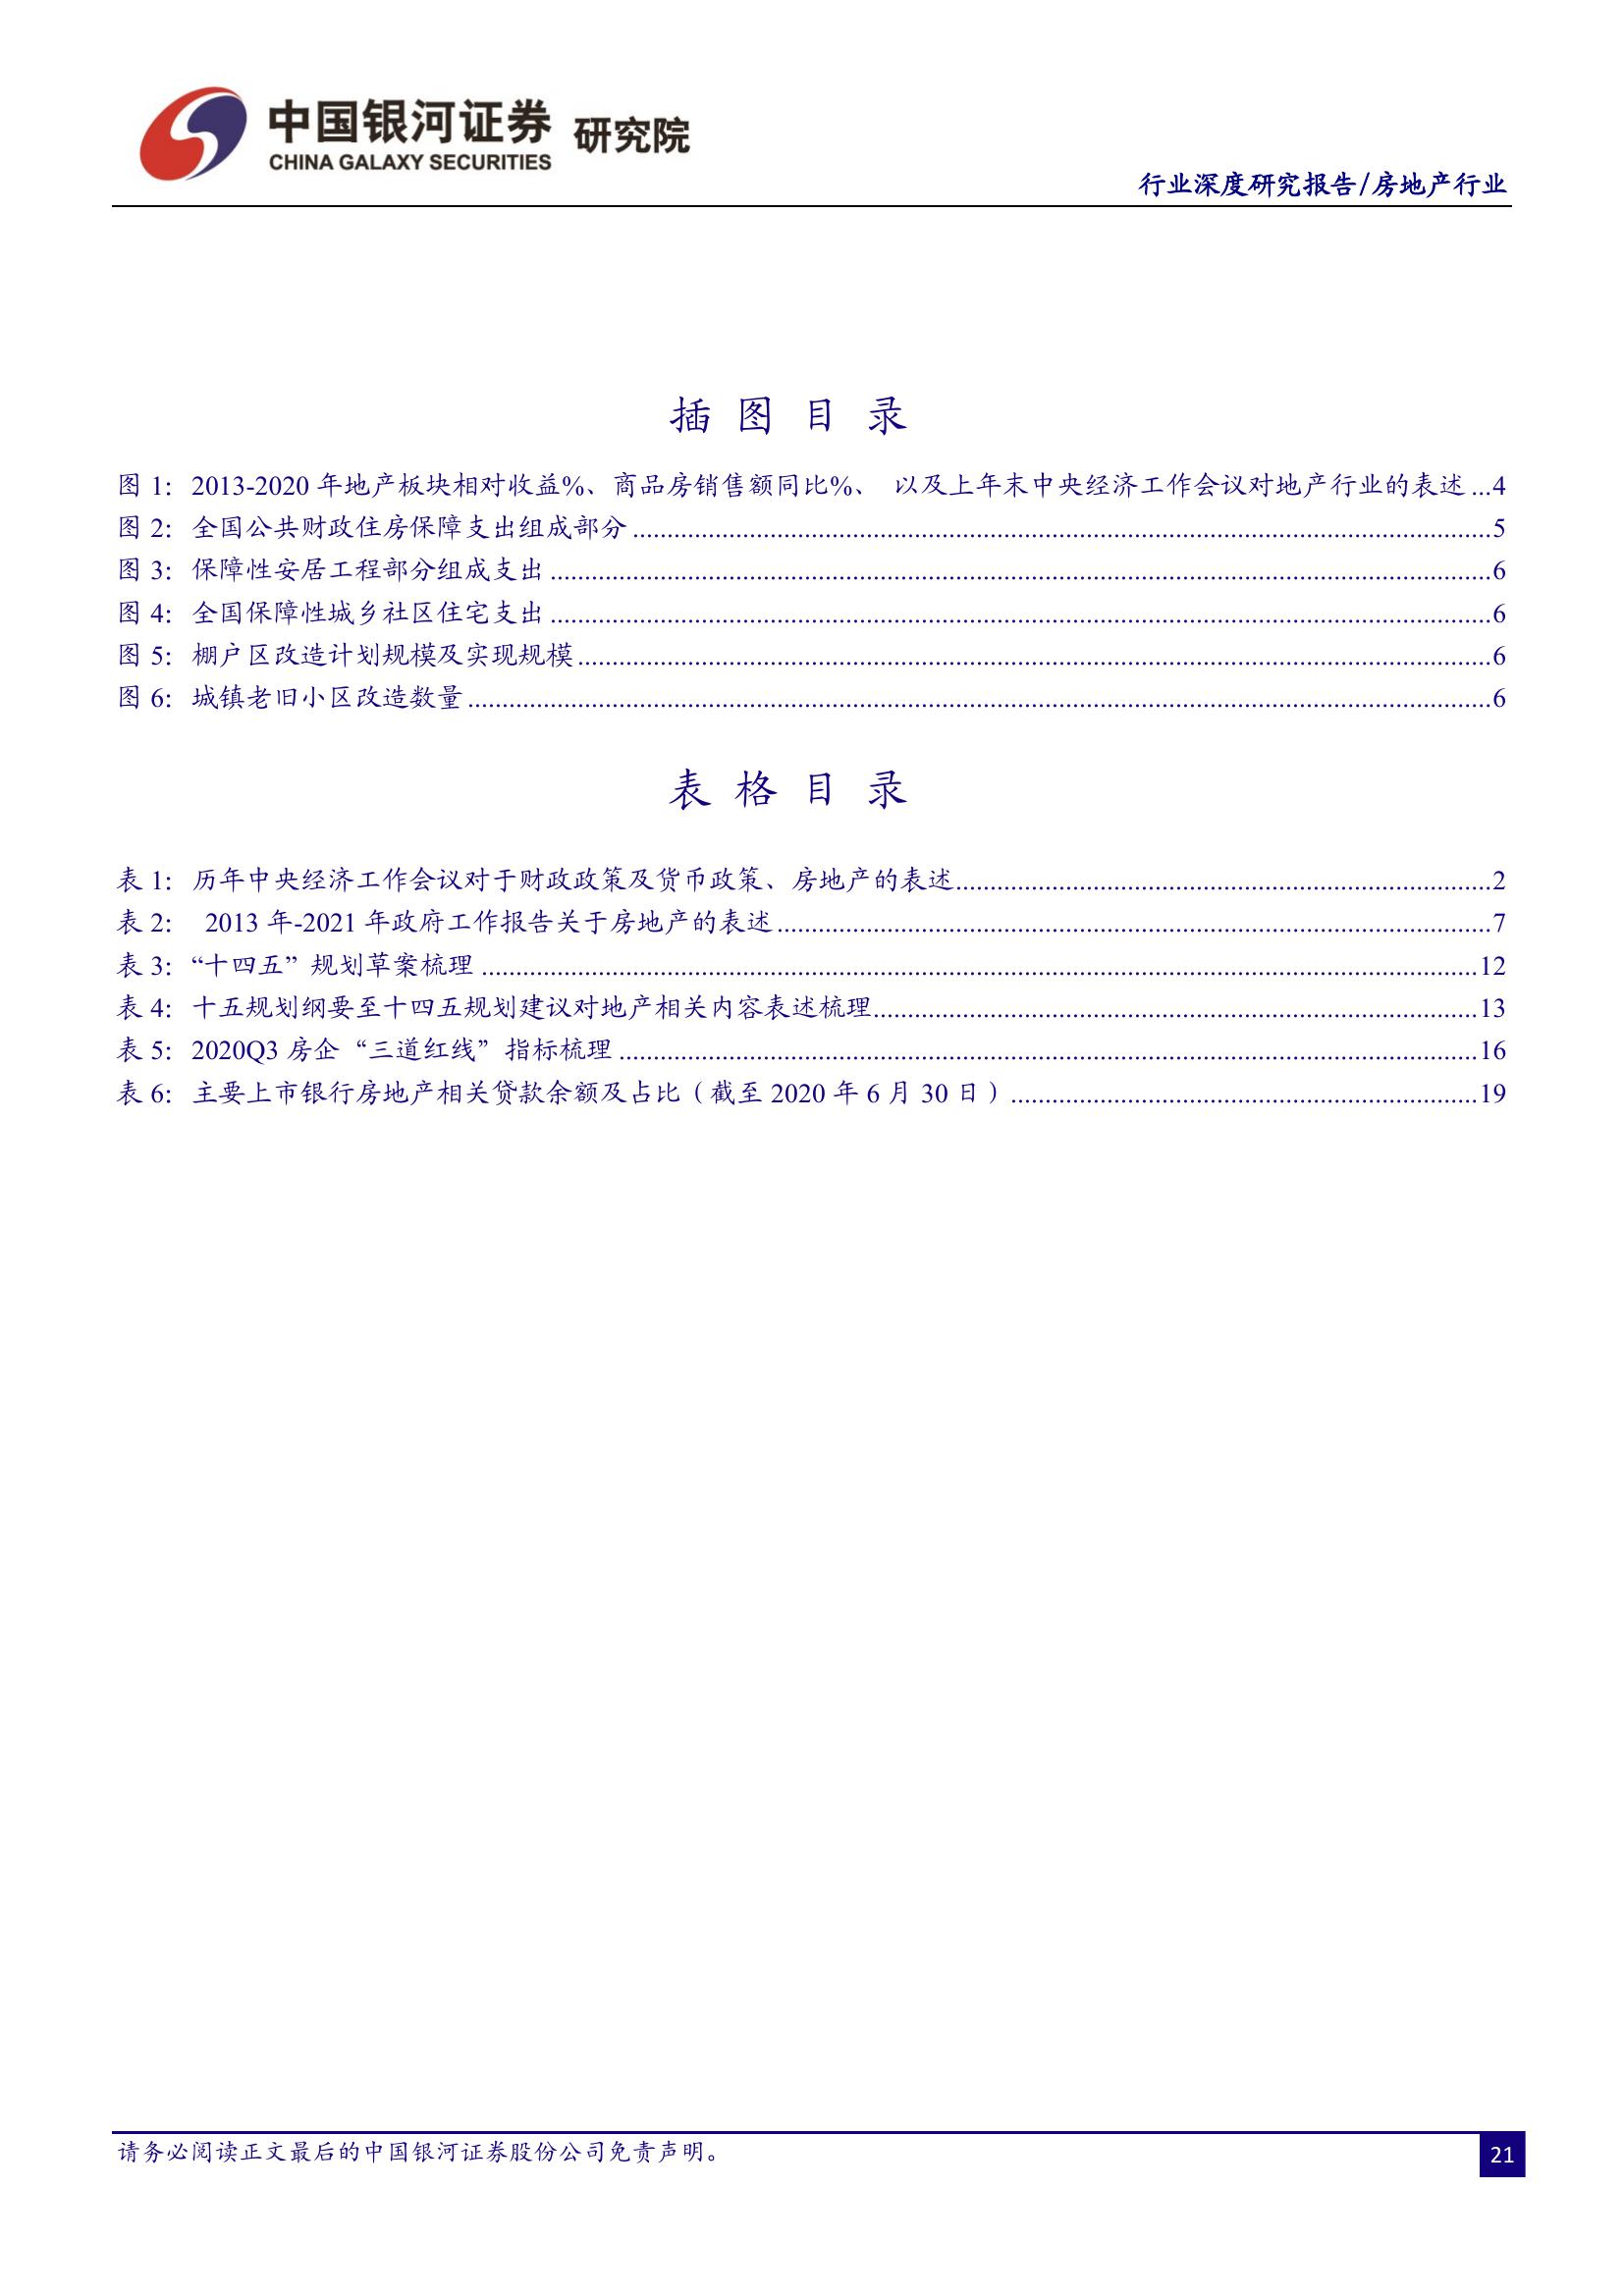 中国银河证券 研究院
CHINA GALAXY SECURITIES
行业深度研究报告/房地产行业
插 图 目 录
图 1: 2013-2020 年地产板块相对收益%、商品房销售额同比%、 以及上年末中央经济工作会议对地产行业的表述 ...4
图 2: 全国公共财政住房保障支出组成部分 ........................................5
图 3: 保障性安居工程部分组成支出 ........................................6
图 4: 全国保障性城乡社区住宅支出 ........................................6
图 5: 棚户区改造计划规模及实现规模 ........................................6
图 6: 城镇老旧小区改造数量 ........................................6
表 格 目 录
表 1: 历年中央经济工作会议对于财政政策及货币政策、房地产的表述........................................2
表 2: 2013 年-2021 年政府工作报告关于房地产的表述 ........................................7
表 3: “十四五” 规划草案梳理 ........................................12
表 4: 十五规划纲要至十四五规划建议对地产相关内容表述梳理........................................13
表 5: 2020Q3 房企 “三道红线” 指标梳理 ........................................16
表 6: 主要上市银行房地产相关贷款余额及占比（截至 2020 年 6 月 30 日）........................................19
请务必阅读正文最后的中国银河证券股份公司免责声明。
21